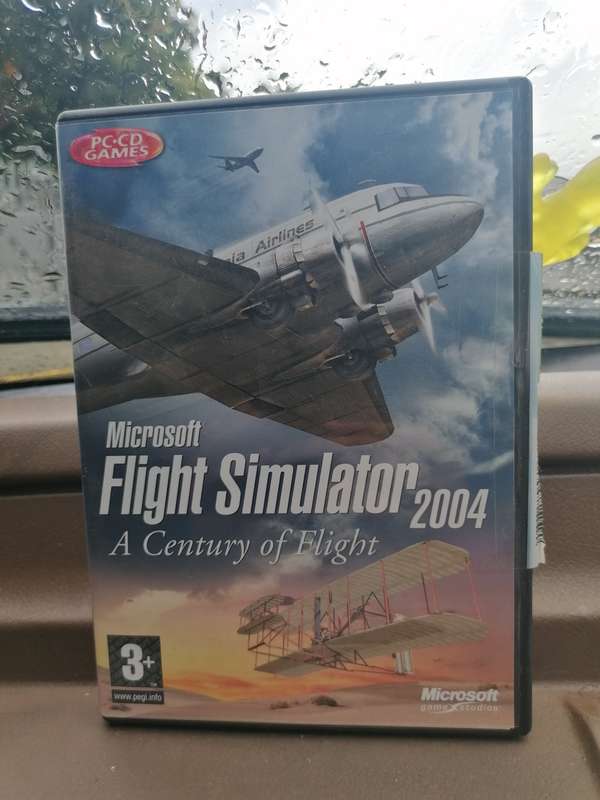 PC·CD
GAMES
Airlines
Microsoft
Flight Simulator 2004
A Century of Flight
3+
www.pegi.info
Microsoft
game studios